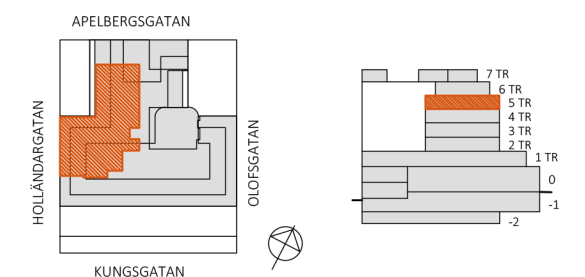 APELBERGSGATAN
HOLLÄNDARGATAN
OLOFSGATAN
KUNGSGATAN
7 TR
6 TR
5 TR
4 TR
3 TR
2 TR
1 TR
0
-1
-2